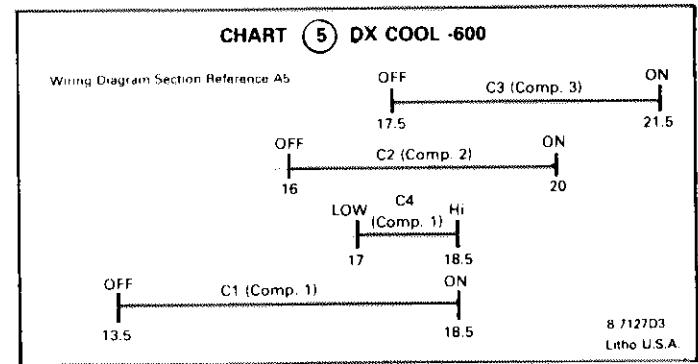 CHART 5 DX COOL -600
Wiring Diagram Section Reference A5
OFF C3 (Comp. 3) ON
17.5 21.5
OFF C2 (Comp. 2) ON
16 20
LOW C4 (Comp. 1) Hi
17 18.5
OFF C1 (Comp. 1) ON
13.5 18.5
8 7127D3
Litho U.S.A.